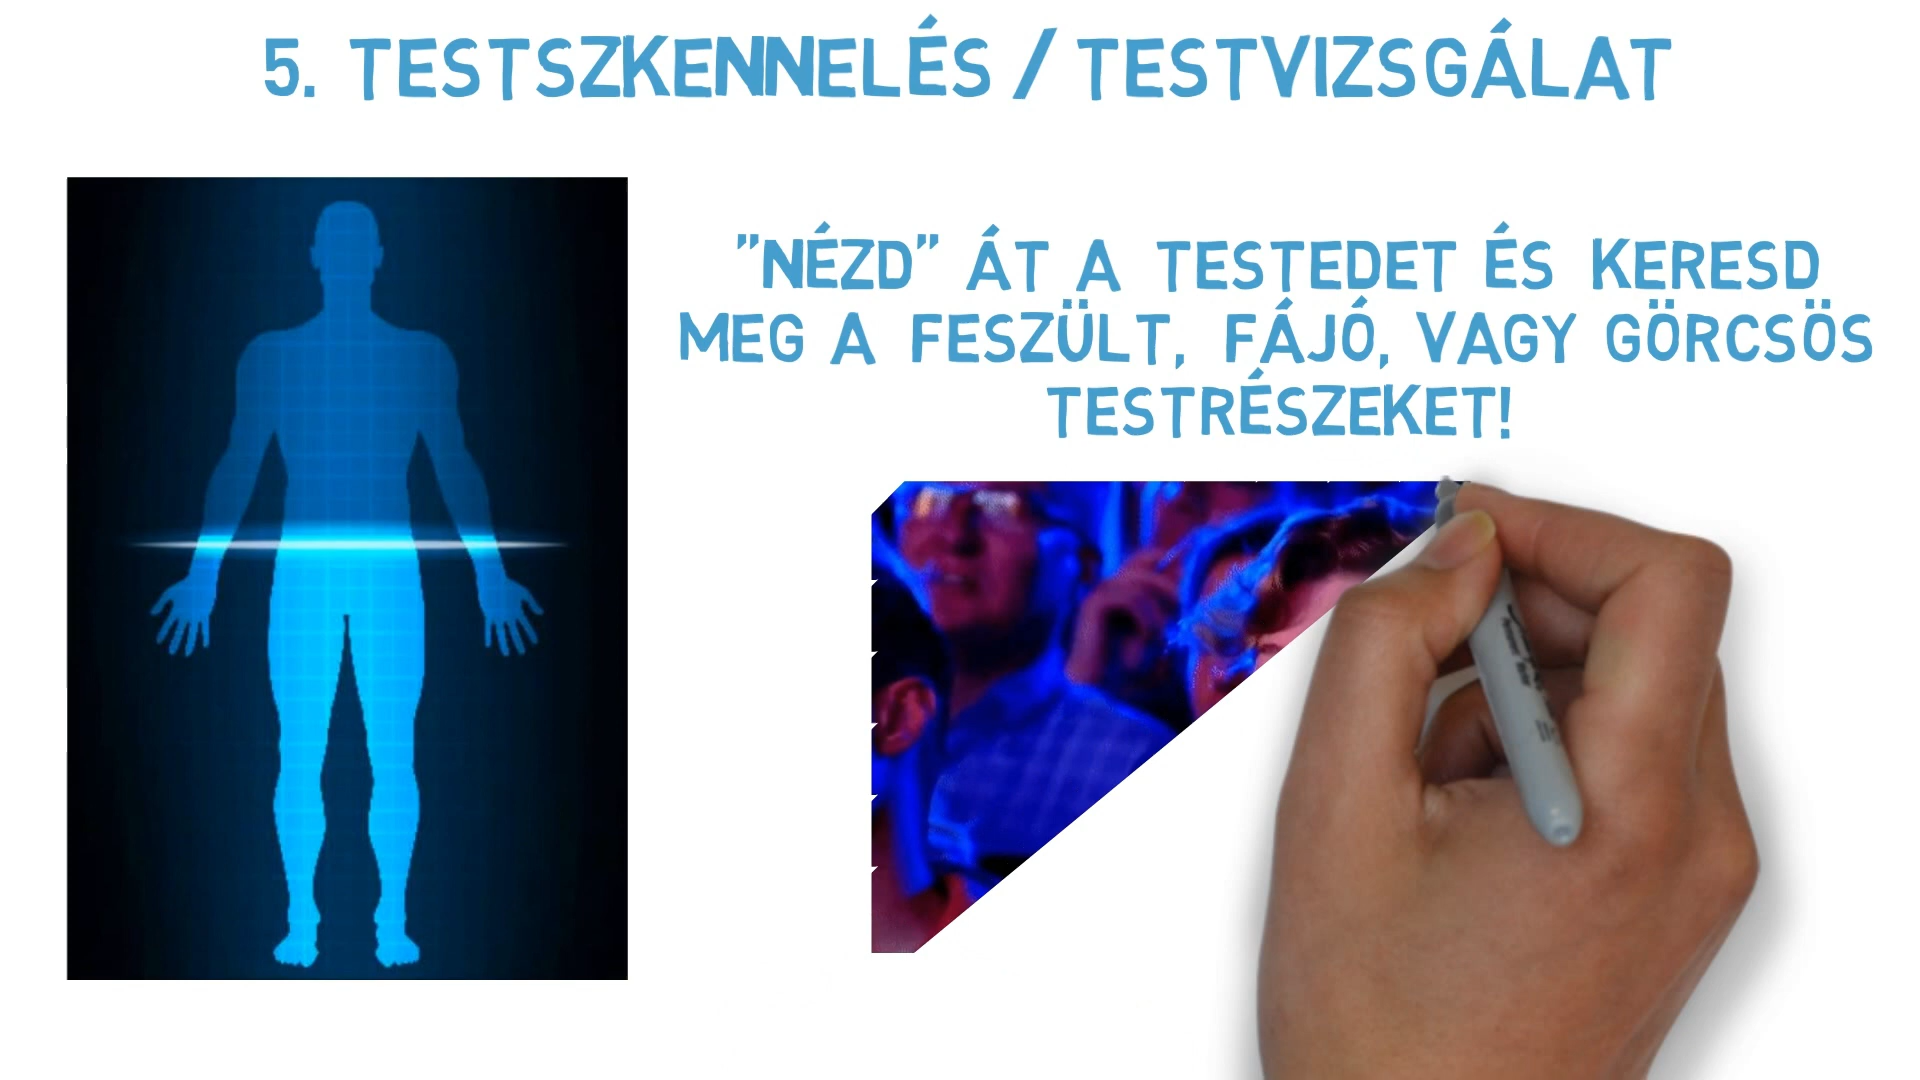 5. TESTSZKENNELÉS / TESTVIZSGÁLAT
"NÉZD" ÁT A TESTEDET ÉS KERESD
MEG A FESZÜLT, FÁJÓ, VAGY GÖRCSÖS
TESTRÉSZEKET!